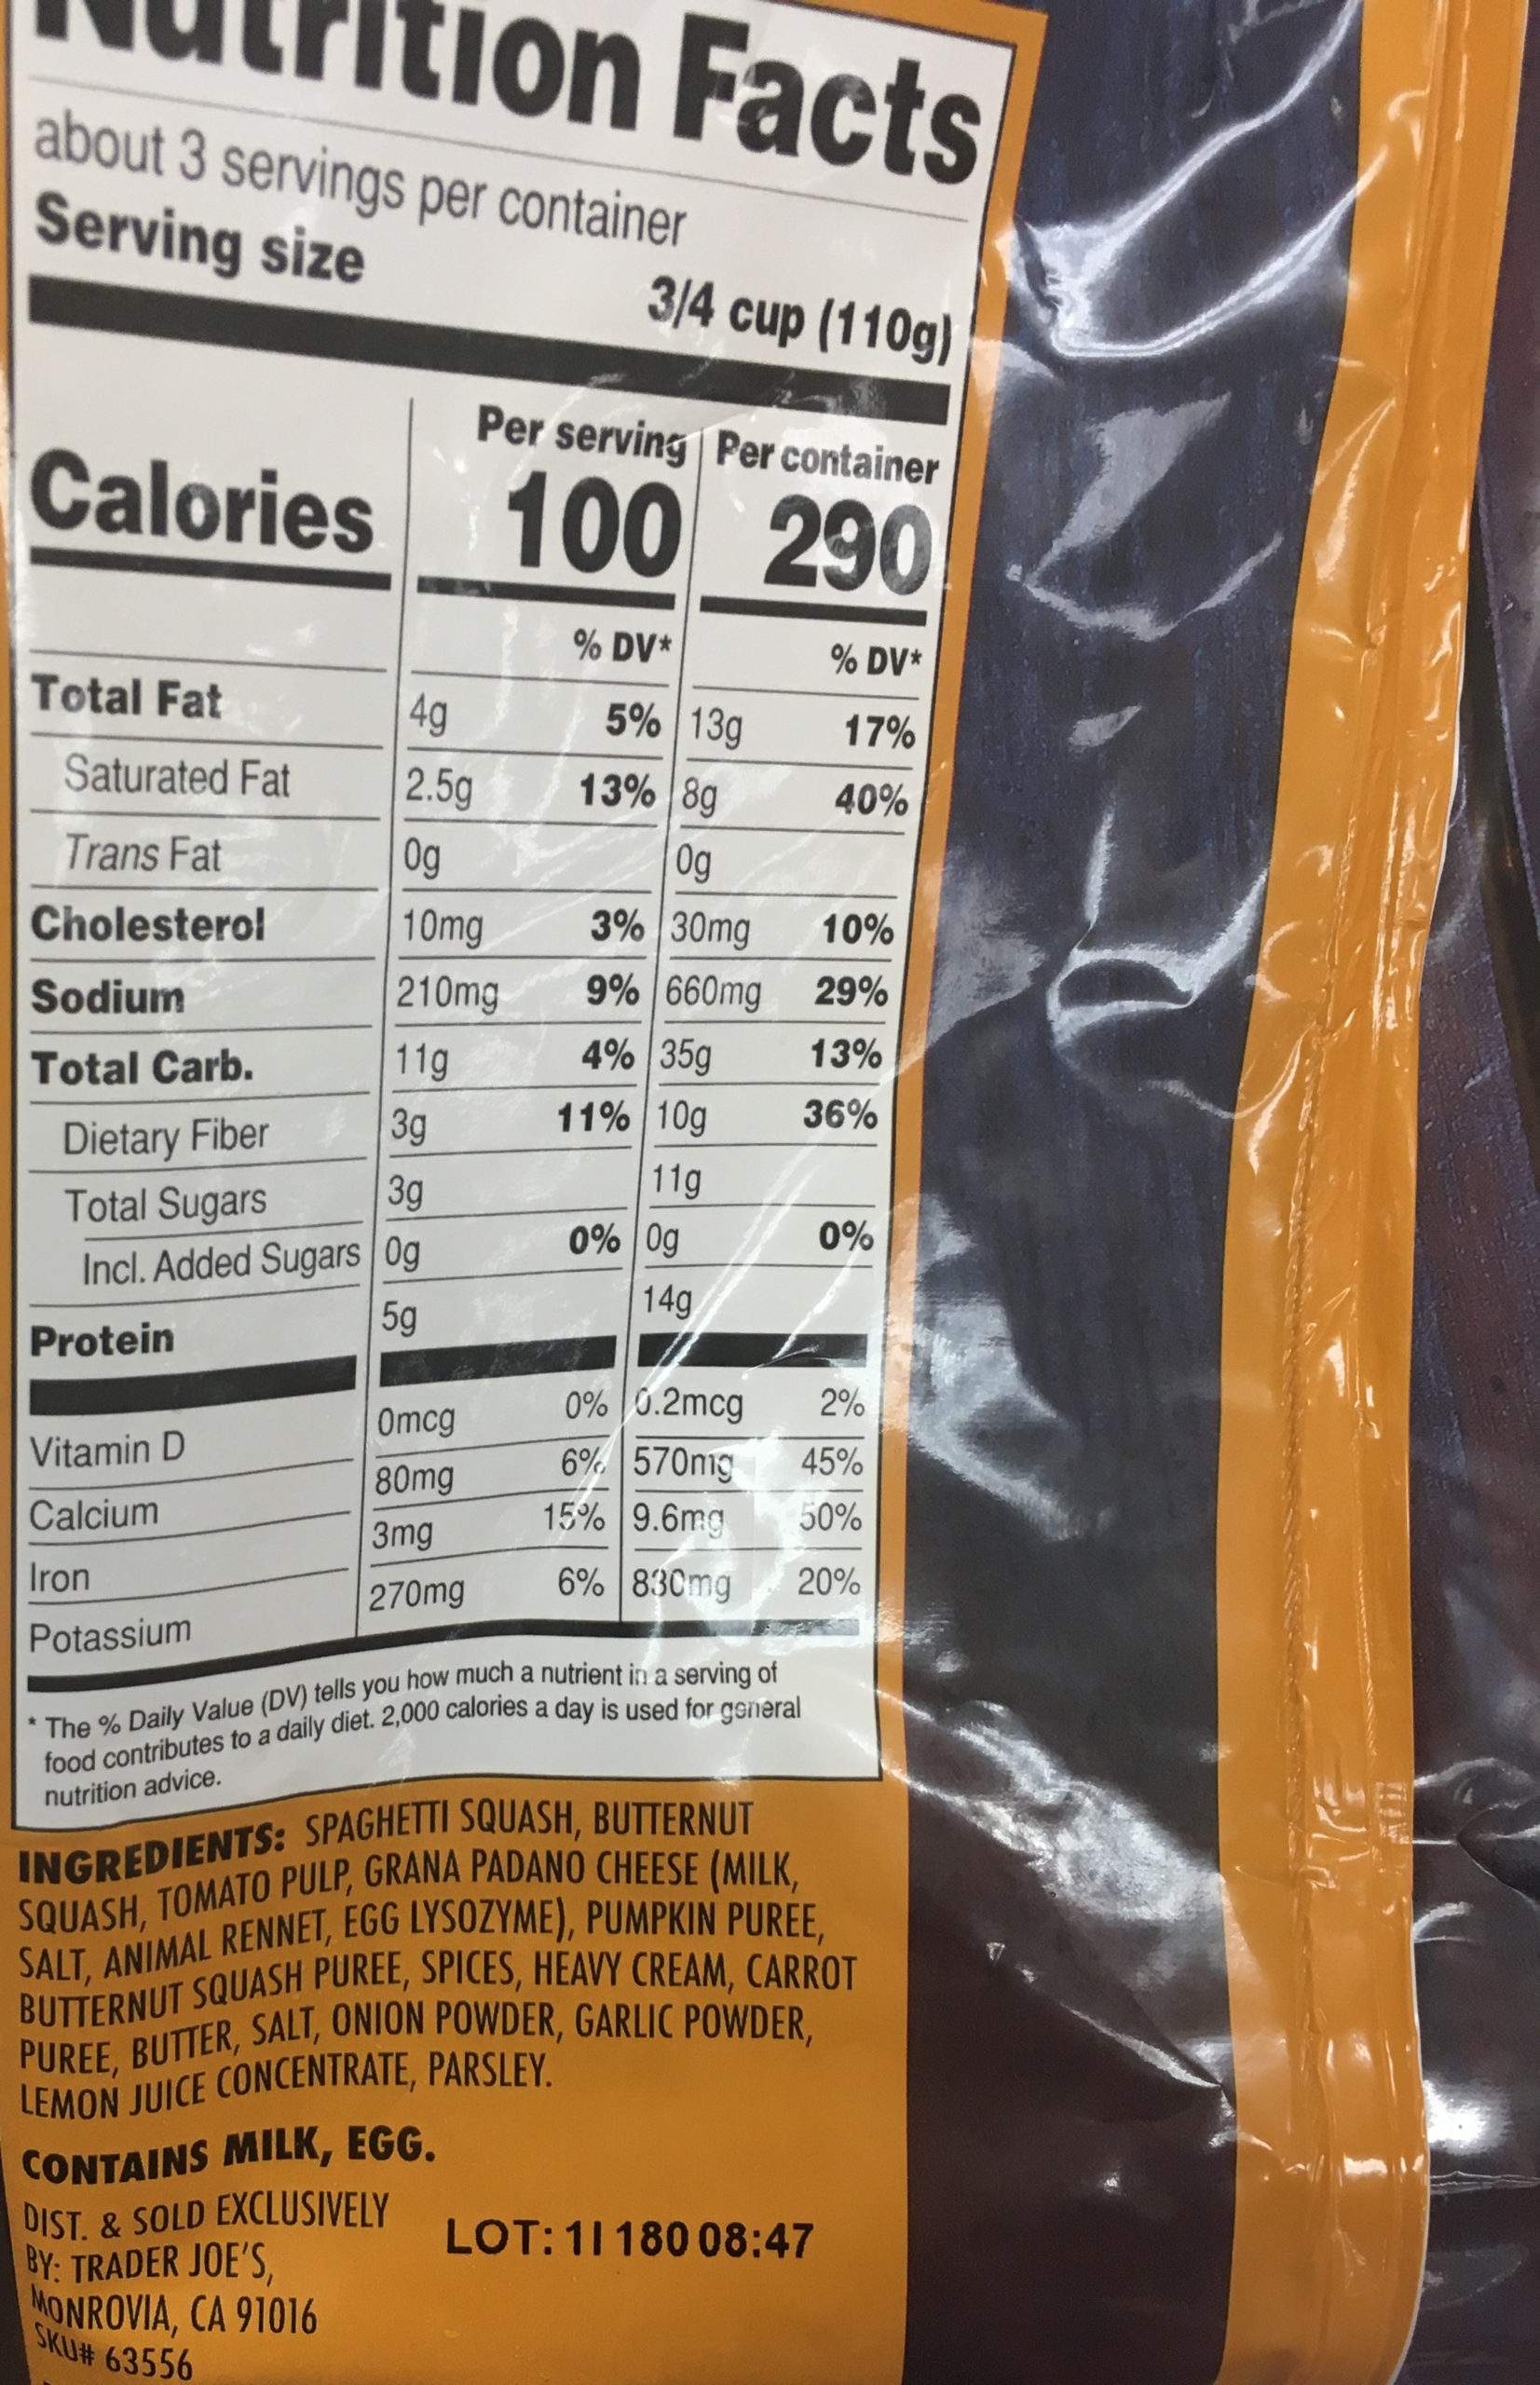 Nutrition Facts
about 3 servings per container
Serving size 3/4 cup (110g)
Per serving Per container
Calories 100 290
% DV* % DV*
Total Fat 4g 5% 13g 17%
Saturated Fat 2.5g 13% 8g 40%
Trans Fat 0g 0g
Cholesterol 10mg 3% 30mg 10%
Sodium 210mg 9% 660mg 29%
Total Carb. 11g 4% 35g 13%
Dietary Fiber 3g 11% 10g 36%
Total Sugars 3g 11g
Incl. Added Sugars 0g 0% 0g 0%
Protein 5g 14g
Vitamin D 0mcg 0% 0.2mcg 2%
Calcium 80mg 6% 570mg 45%
Iron 3mg 15% 9.6mg 50%
Potassium 270mg 6% 830mg 20%
* The % Daily Value (DV) tells you how much a nutrient in a serving of
food contributes to a daily diet. 2,000 calories a day is used for general
nutrition advice.
INGREDIENTS: SPAGHETTI SQUASH, BUTTERNUT
SQUASH, TOMATO PULP, GRANA PADANO CHEESE (MILK,
SALT, ANIMAL RENNET, EGG LYSOZYME), PUMPKIN PUREE,
BUTTERNUT SQUASH PUREE, SPICES, HEAVY CREAM, CARROT
PUREE, BUTTER, SALT, ONION POWDER, GARLIC POWDER,
LEMON JUICE CONCENTRATE, PARSLEY.
CONTAINS MILK, EGG.
DIST. & SOLD EXCLUSIVELY
BY: TRADER JOE'S,
MONROVIA, CA 91016
SKU# 63556
LOT: 1I 180 08:47